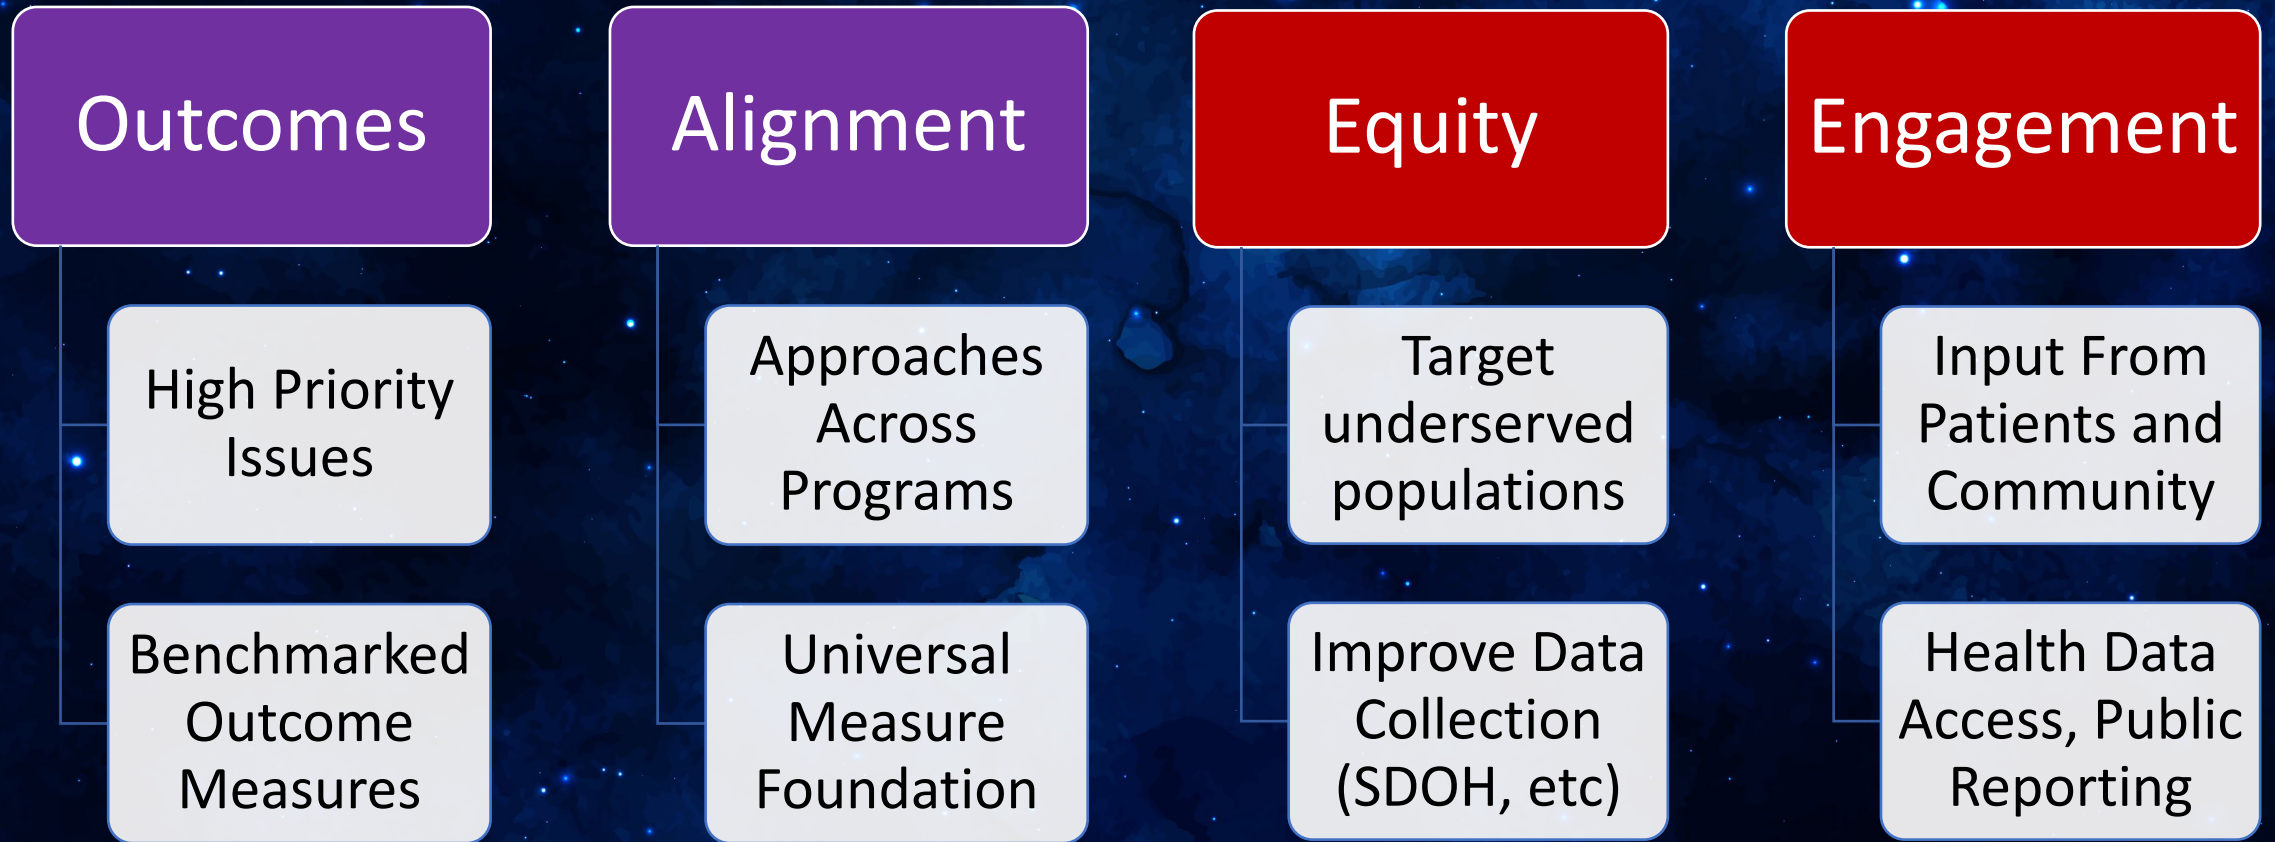 Outcomes
High Priority
Issues
Benchmarked
Outcome
Measures
Alignment
Approaches
Across
Programs
Universal
Measure
Foundation
Equity
Target
underserved
populations
Improve Data
Collection
(SDOH, etc)
Engagement
Input From
Patients and
Community
Health Data
Access, Public
Reporting